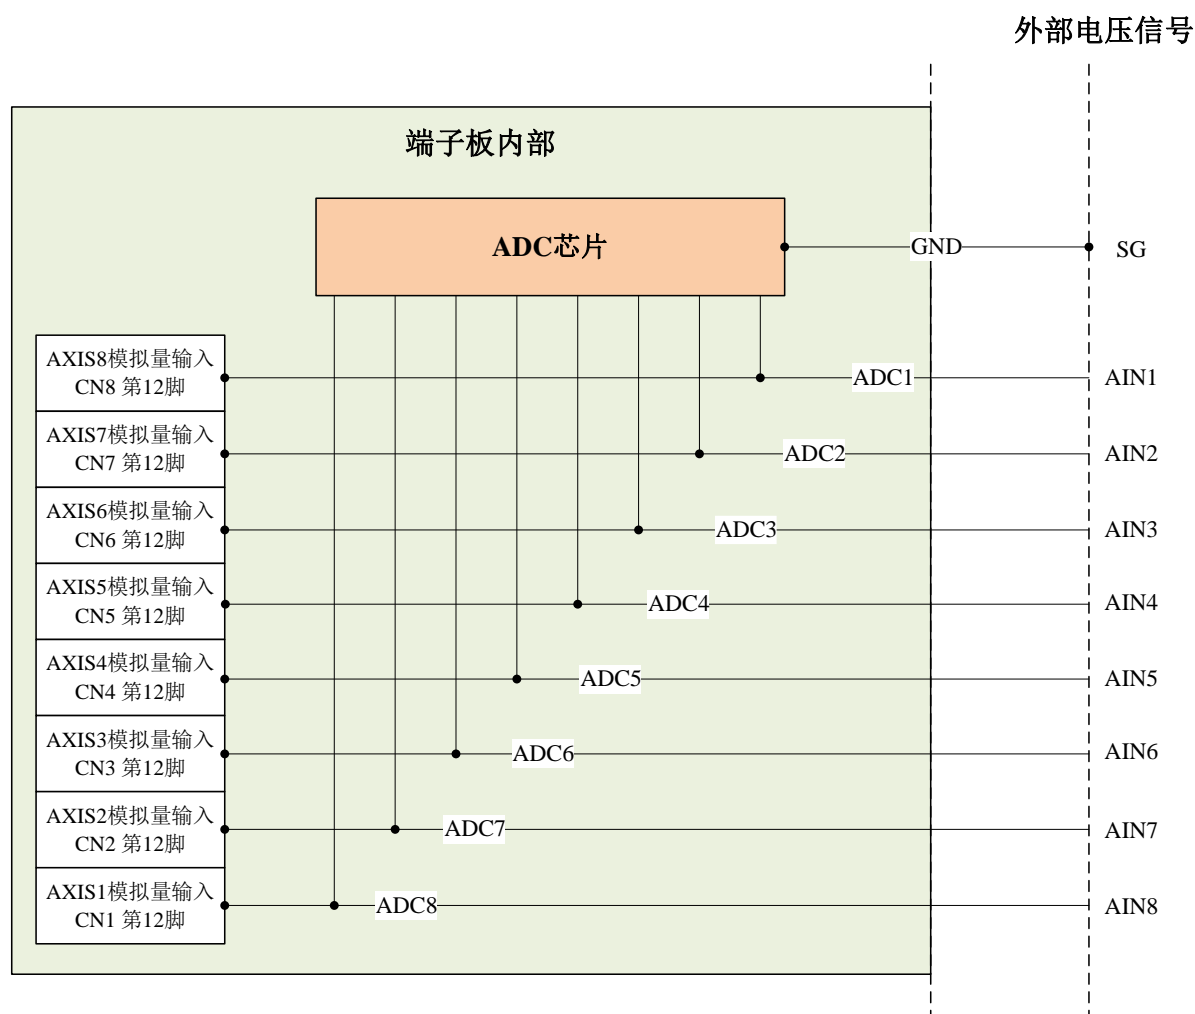 外部电压信号
端子板内部
ADC芯片
GND
SG
AXIS8模拟量输入
CN8 第12脚
ADC1
AIN1
AXIS7模拟量输入
CN7 第12脚
ADC2
AIN2
AXIS6模拟量输入
CN6 第12脚
ADC3
AIN3
AXIS5模拟量输入
CN5 第12脚
ADC4
AIN4
AXIS4模拟量输入
CN4 第12脚
ADC5
AIN5
AXIS3模拟量输入
CN3 第12脚
ADC6
AIN6
AXIS2模拟量输入
CN2 第12脚
ADC7
AIN7
AXIS1模拟量输入
CN1 第12脚
ADC8
AIN8